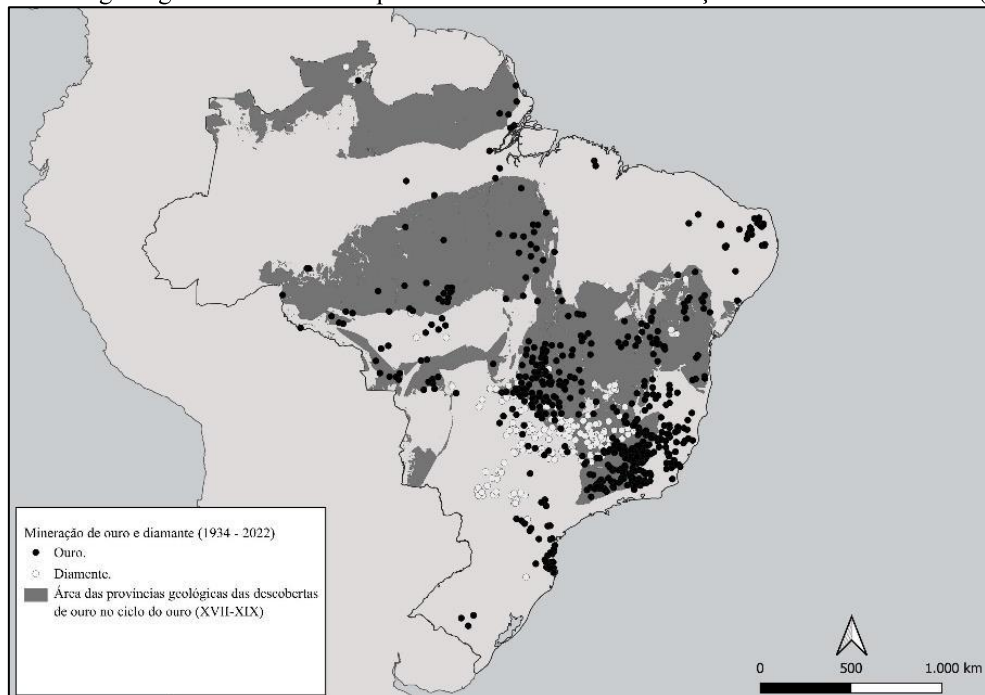 Mineração de ouro e diamante (1934 - 2022)
Ouro.
Diamente.
Área das províncias geológicas das descobertas
de ouro no ciclo do ouro (XVII-XIX)
0 500 1.000 km